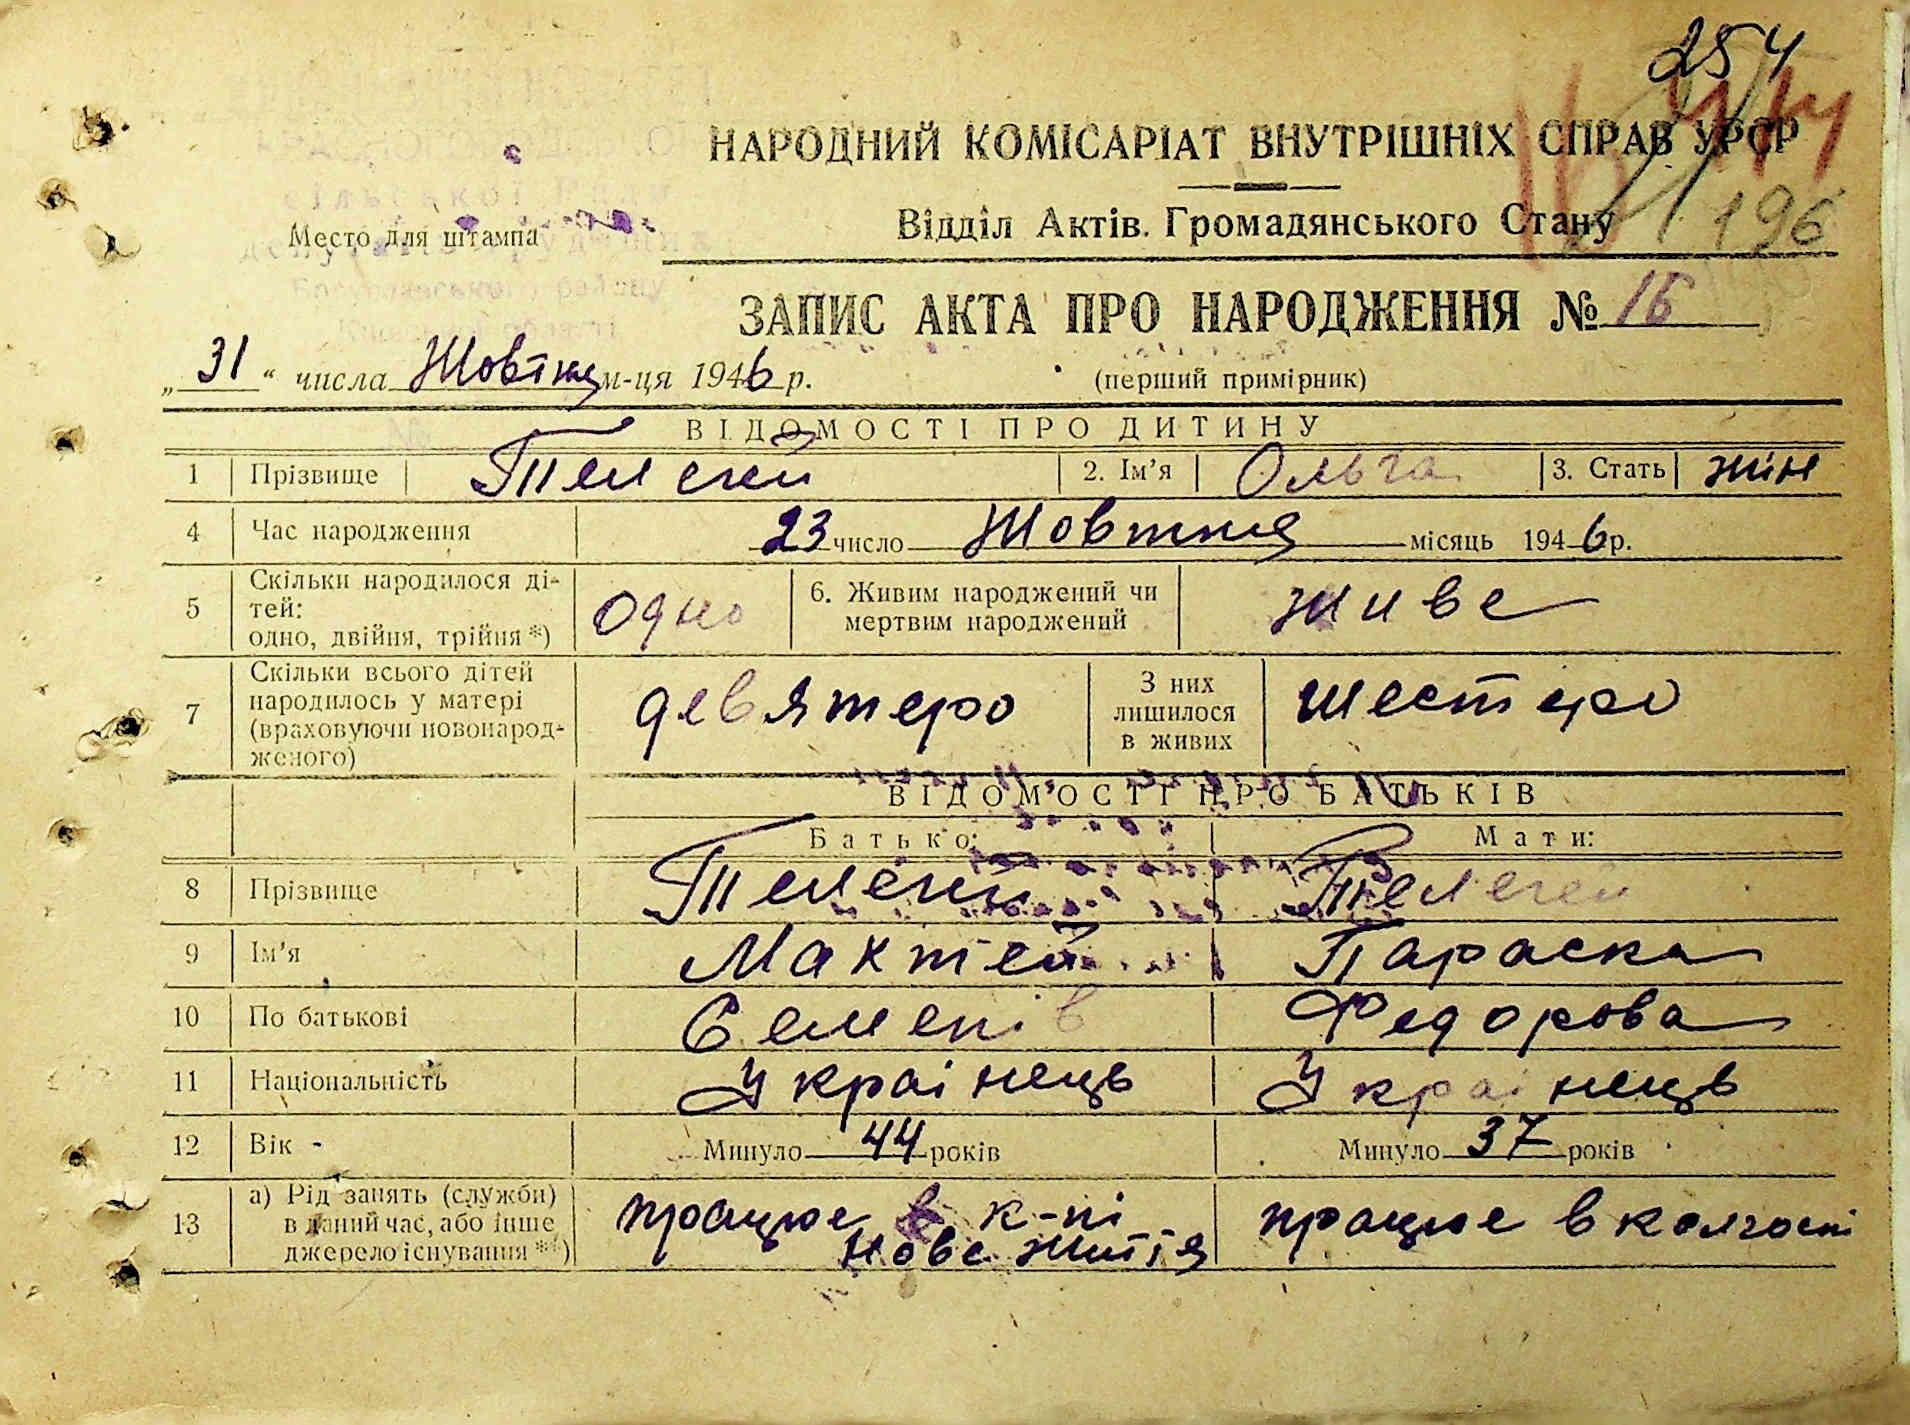 254
НАРОДНИЙ КОМІСАРІАТ ВНУТРІШНІХ СПРАВ УРСР
196
Место для штампа
Відділ Актів. Громадянського Стану
ЗАПИС АКТА ПРО НАРОДЖЕННЯ № 16
„31“ числа Жовтня м-ця 1946 р. (перший примірник)
ВІДОМОСТІ ПРО ДИТИНУ
1 Прізвище Телегей 2. Ім'я Ольга 3. Стать жін
4 Час народження 23 число Жовтня місяць 1946 р.
5 Скільки народилося дітей: одно, двійня, трійня*) Одно 6. Живим народжений чи мертвим народжений живе
7 Скільки всього дітей народилось у матері (враховуючи новонародженого) девятеро З них лишилося в живих шестеро
ВІДОМОСТІ ПРО БАТЬКІВ
Батько: Мати:
8 Прізвище Телегей Телегей
9 Ім'я Мактей Параска
10 По батькові Семенів Федорова
11 Національність Украінець Украінець
12 Вік - Минуло 44 років Минуло 37 років
13 а) Рід занять (служби) в даний час, або інше джерело існування**) працює в к-пі Нове життя працює в колгоспі